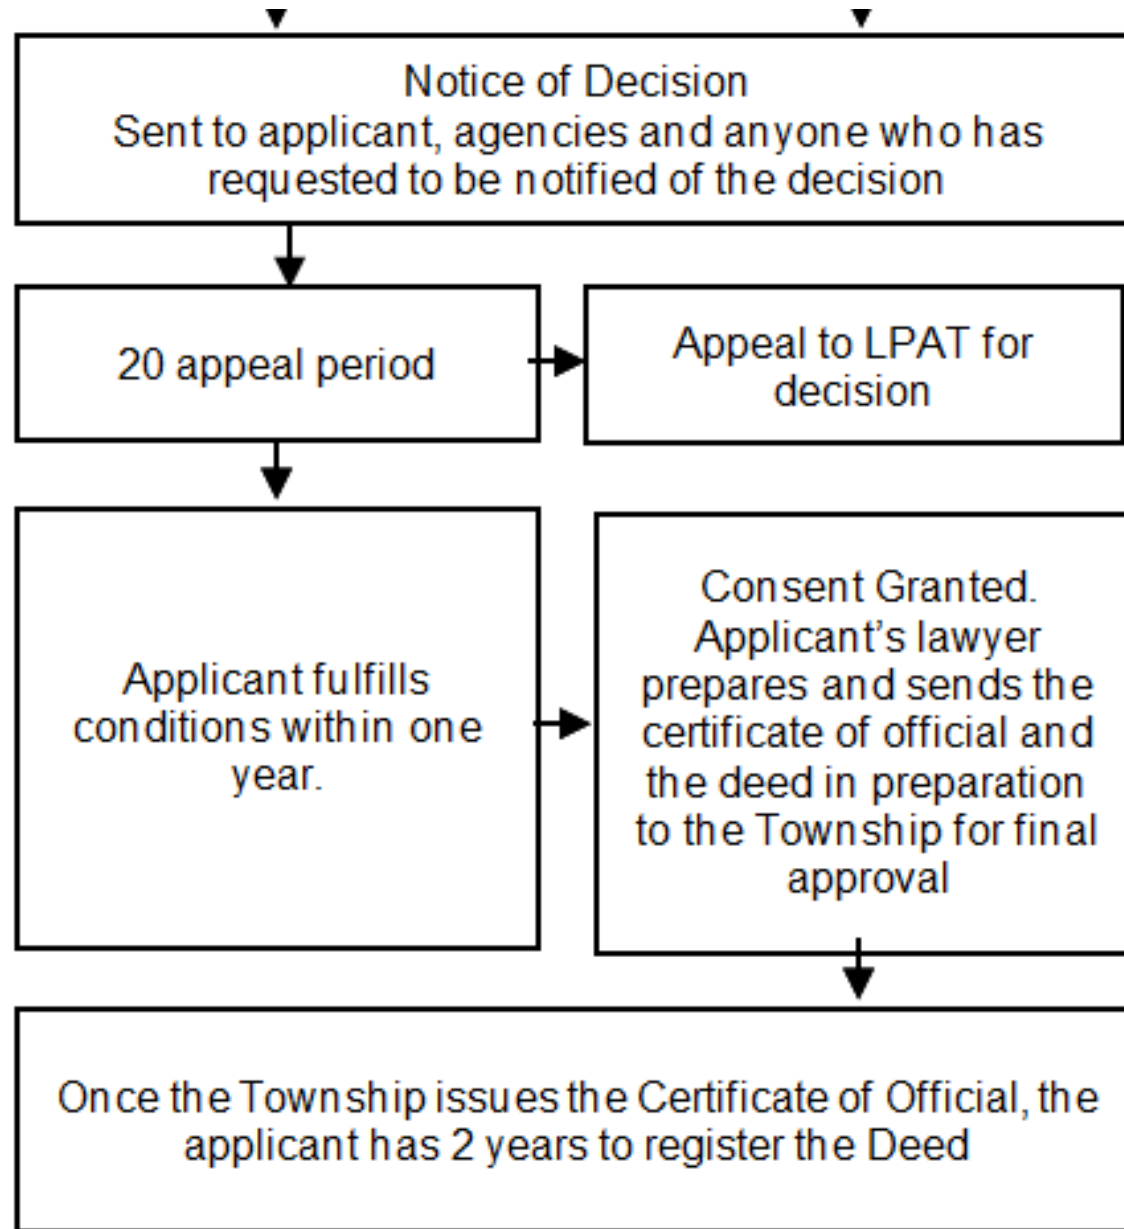 Notice of Decision
Sent to applicant, agencies and anyone who has
requested to be notified of the decision
20 appeal period
Appeal to LPAT for
decision
Applicant fulfills
conditions within one
year.
Consent Granted.
Applicant’s lawyer
prepares and sends the
certificate of official and
the deed in preparation
to the Township for final
approval
Once the Township issues the Certificate of Official, the
applicant has 2 years to register the Deed